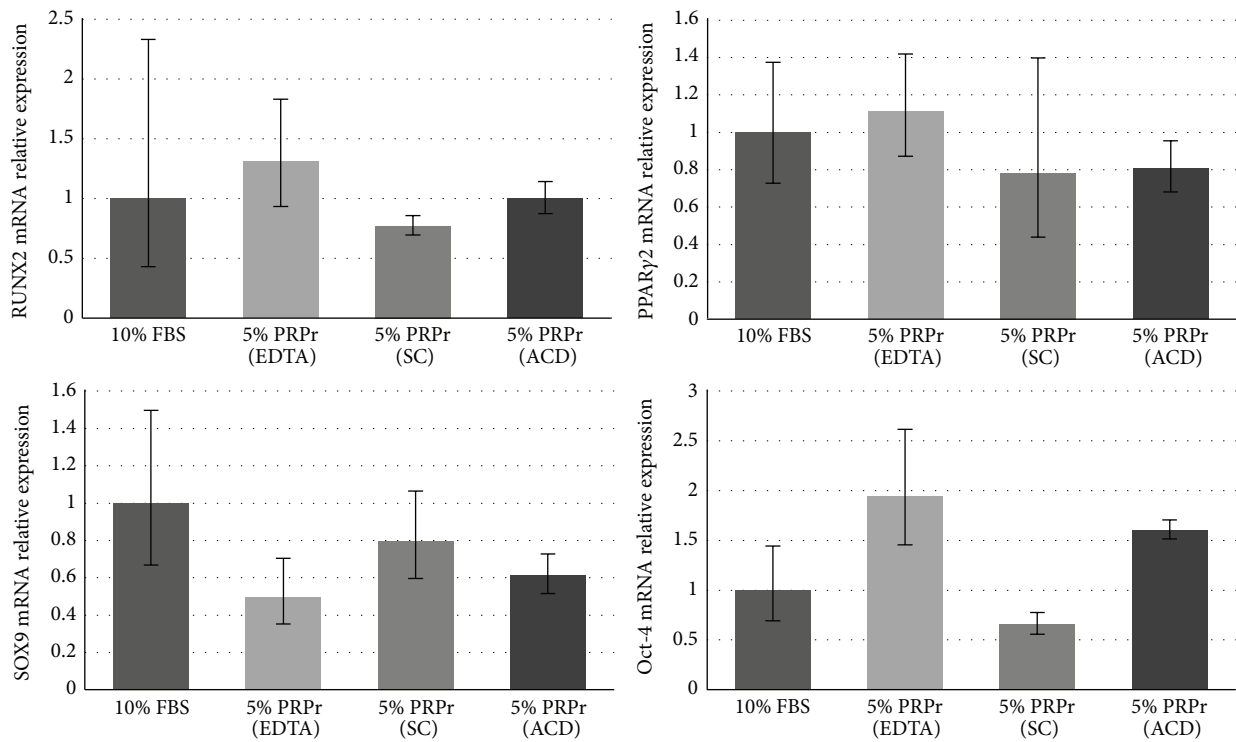 RUNX2 mRNA relative expression
2.5
2
1.5
1
0.5
0
10% FBS
5% PRPr
(EDTA)
5% PRPr
(SC)
5% PRPr
(ACD)
PPARγ2 mRNA relative expression
1.6
1.4
1.2
1
0.8
0.6
0.4
0.2
0
10% FBS
5% PRPr
(EDTA)
5% PRPr
(SC)
5% PRPr
(ACD)
SOX9 mRNA relative expression
1.6
1.4
1.2
1
0.8
0.6
0.4
0.2
0
10% FBS
5% PRPr
(EDTA)
5% PRPr
(SC)
5% PRPr
(ACD)
Oct-4 mRNA relative expression
3
2.5
2
1.5
1
0.5
0
10% FBS
5% PRPr
(EDTA)
5% PRPr
(SC)
5% PRPr
(ACD)